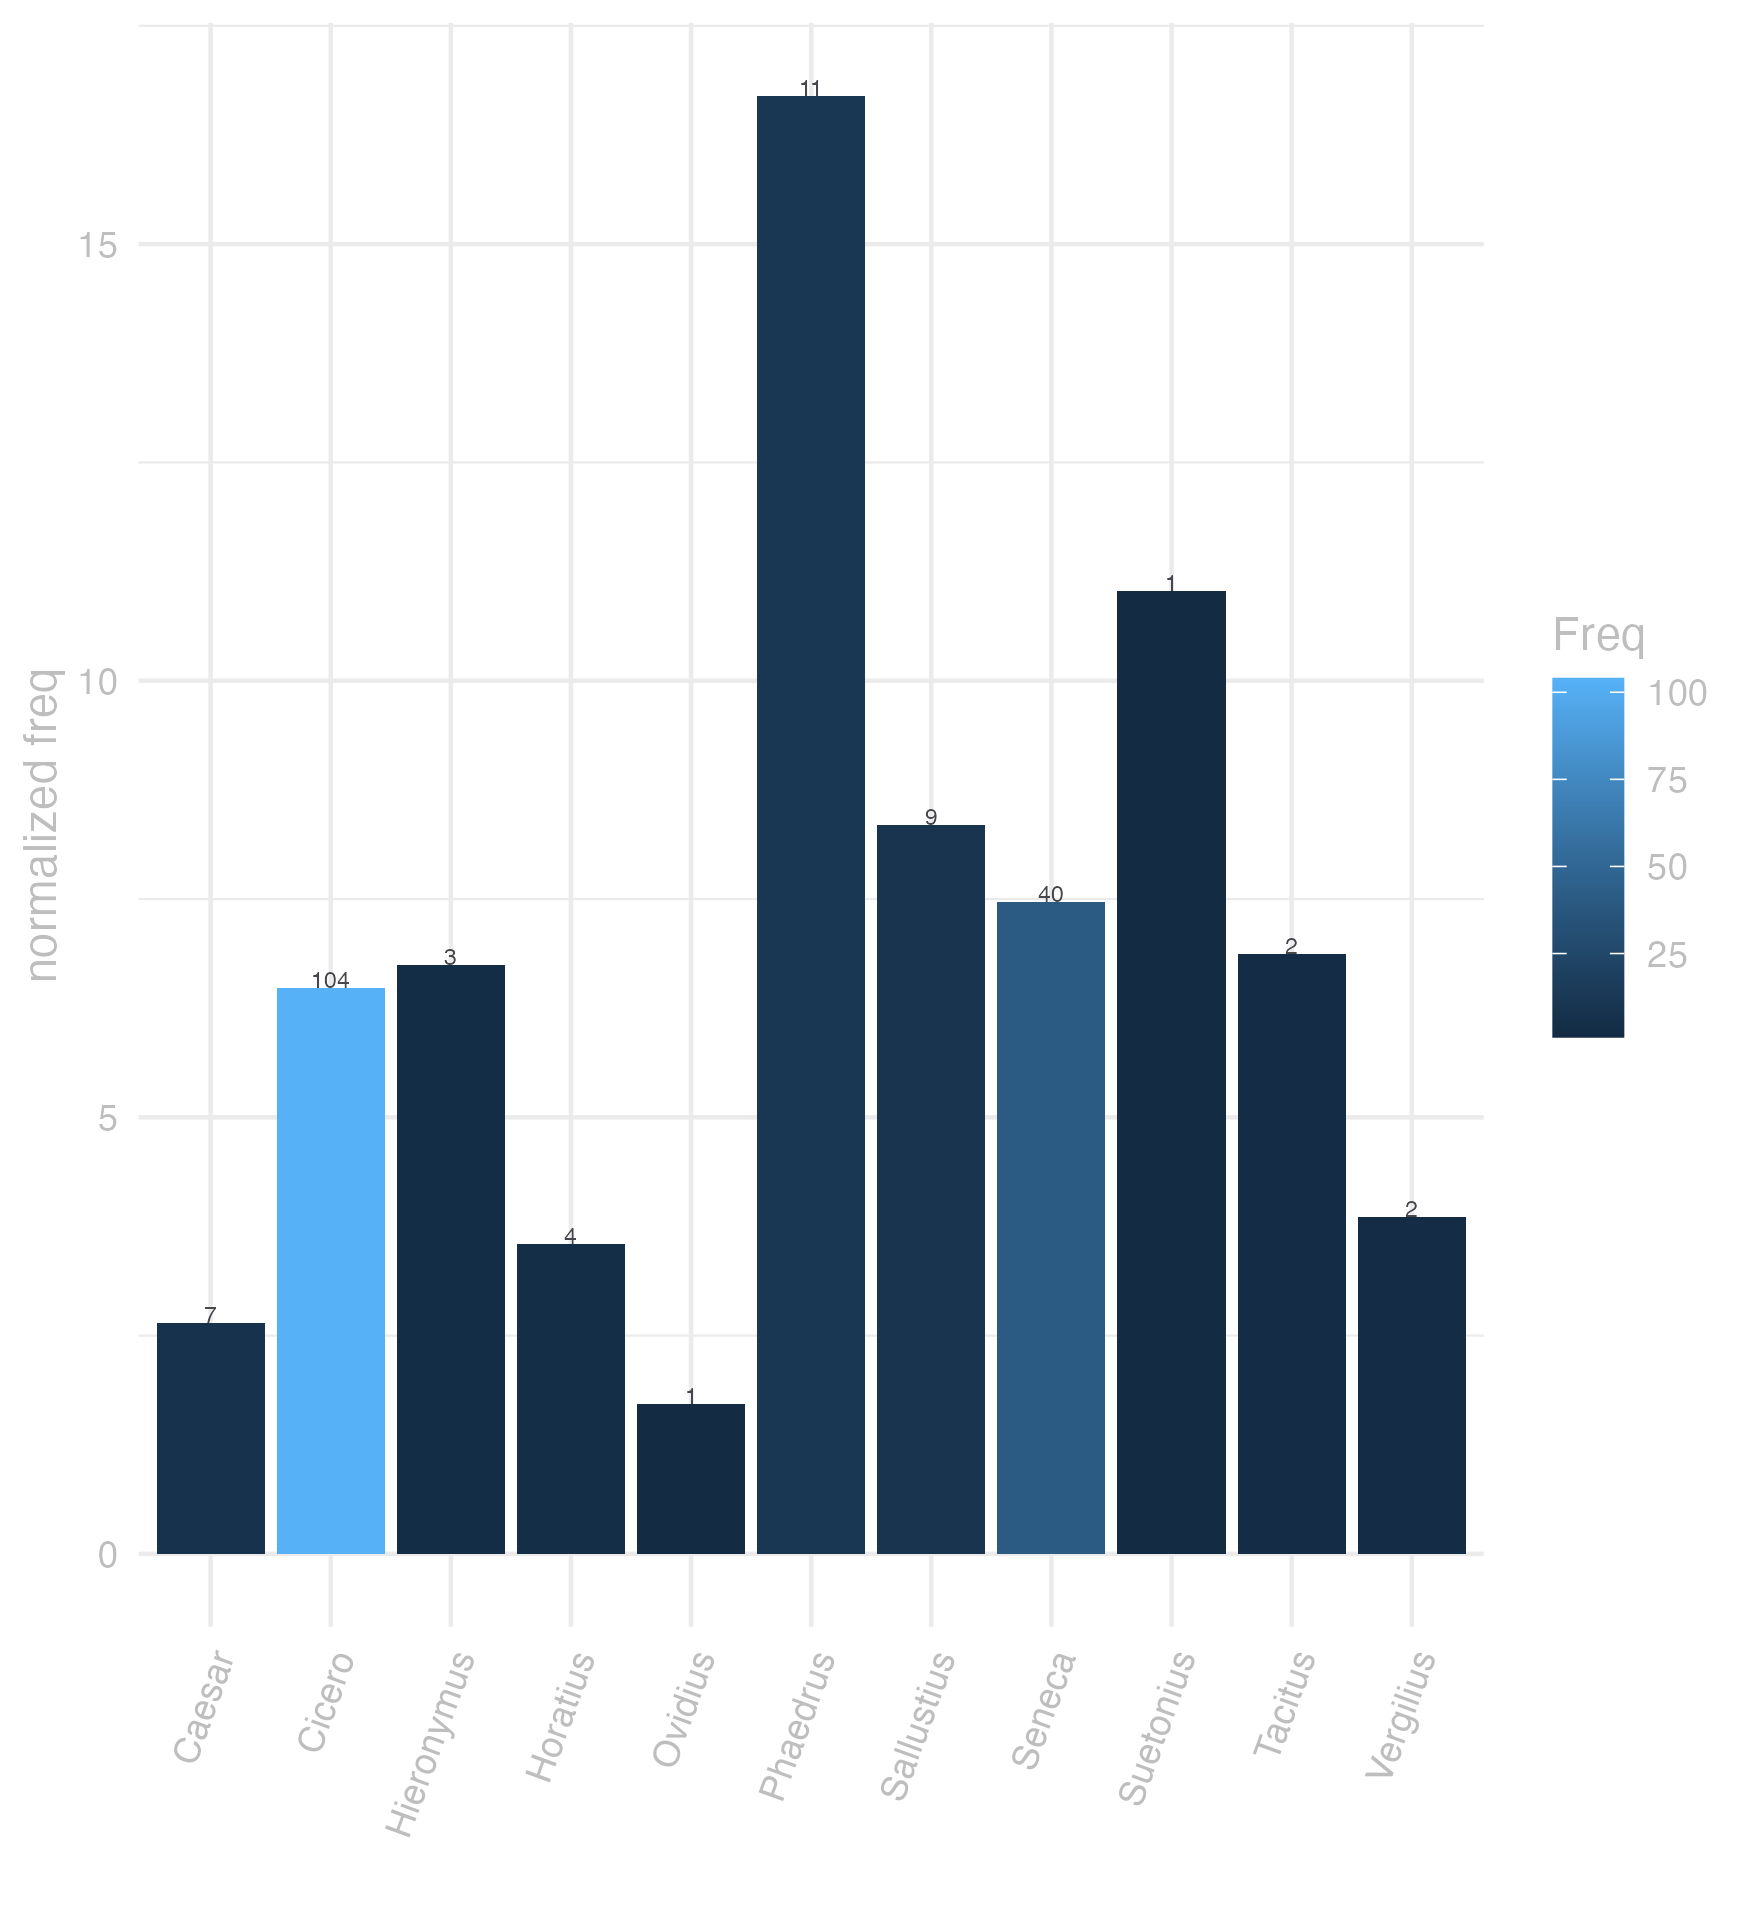 11
15
1
Freq
100
10
75
9
50
40
25
2
3
104
normalized freq
5
2
4
7
1
0
Caesar
Cicero
Hieronymus
Horatius
Ovidius
Phaedrus
Sallustius
Seneca
Suetonius
Tacitus
Vergilius